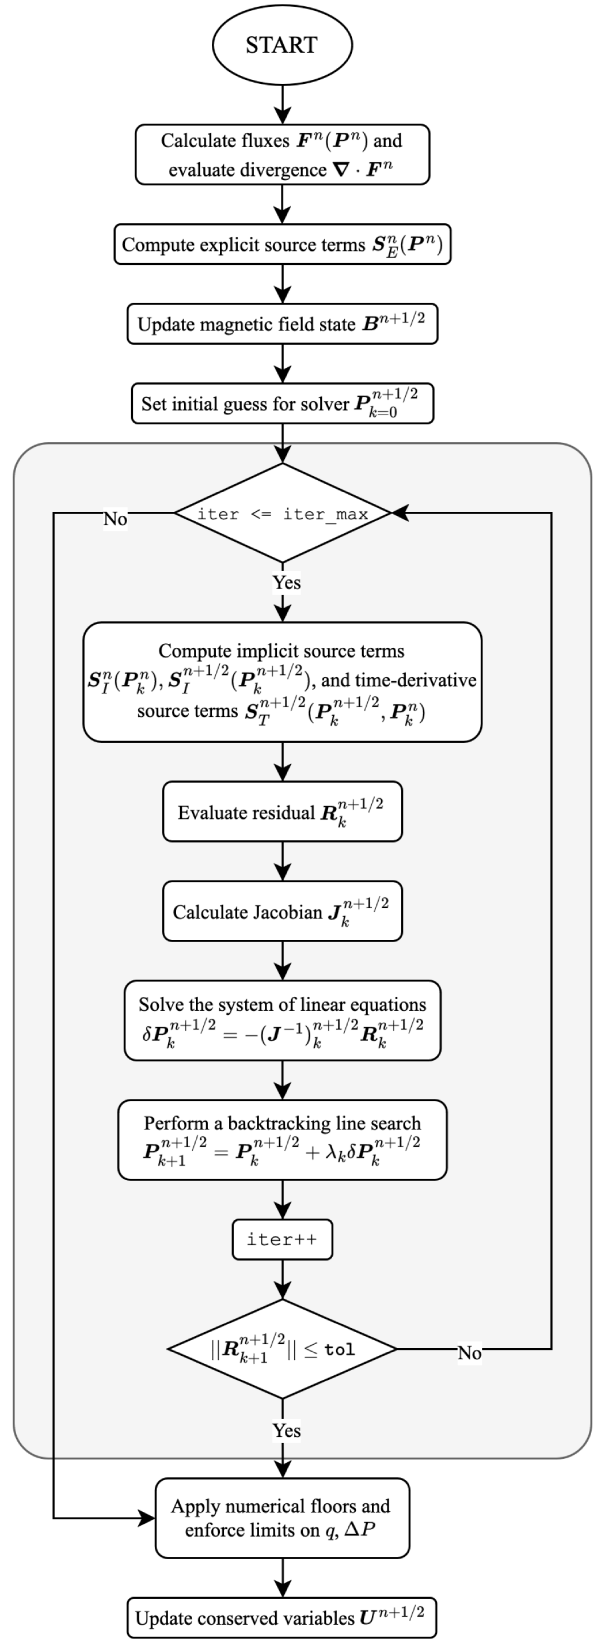 START
Calculate fluxes 𝑭ⁿ(𝑷ⁿ) and
evaluate divergence 𝛁 · 𝑭ⁿ
Compute explicit source terms 𝑺_E^n(𝑷ⁿ)
Update magnetic field state 𝑩^{n+1/2}
Set initial guess for solver 𝑷_{k=0}^{n+1/2}
iter <= iter_max
No
Yes
Compute implicit source terms
𝑺_I^n(𝑷_k^n), 𝑺_I^{n+1/2}(𝑷_k^{n+1/2}), and time-derivative
source terms 𝑺_T^{n+1/2}(𝑷_k^{n+1/2}, 𝑷_k^n)
Evaluate residual 𝑹_k^{n+1/2}
Calculate Jacobian 𝑱_k^{n+1/2}
Solve the system of linear equations
δ𝑷_k^{n+1/2} = −(𝑱^{−1})_k^{n+1/2} 𝑹_k^{n+1/2}
Perform a backtracking line search
𝑷_{k+1}^{n+1/2} = 𝑷_k^{n+1/2} + λ_k δ𝑷_k^{n+1/2}
iter++
||𝑹_{k+1}^{n+1/2}|| ≤ tol
No
Yes
Apply numerical floors and
enforce limits on q, ΔP
Update conserved variables 𝑼^{n+1/2}